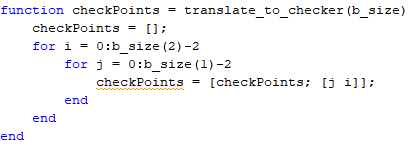 function checkPoints = translate_to_checker(b_size)
    checkPoints = [];
    for i = 0:b_size(2)-2
        for j = 0:b_size(1)-2
            checkPoints = [checkPoints; [j i]];
        end
    end
end